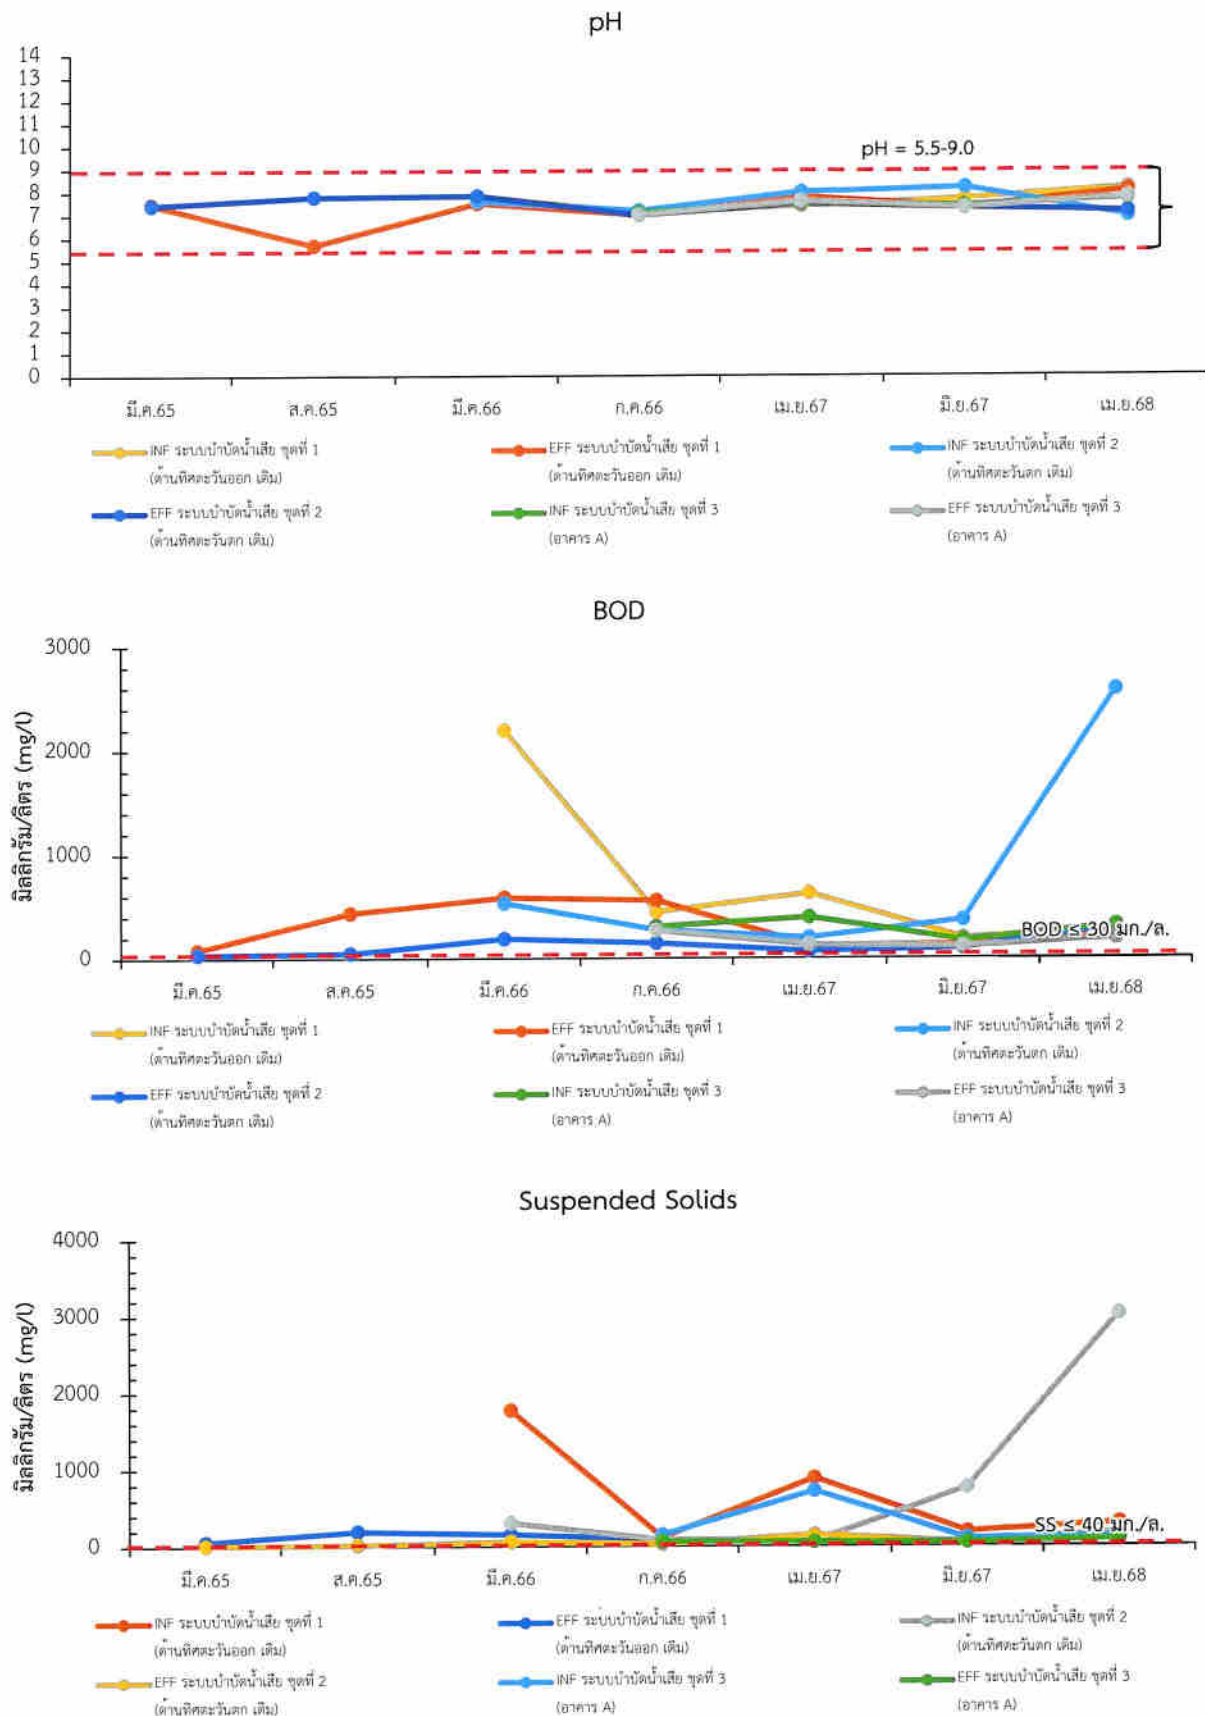 pH
14
13
12
11
10
9
8
7
6
5
4
3
2
1
0
pH = 5.5-9.0
มี.ค.65 ส.ค.65 มี.ค.66 ก.ค.66 เม.ย.67 มิ.ย.67 เม.ย.68
INF ระบบบำบัดน้ำเสีย ชุดที่ 1 EFF ระบบบำบัดน้ำเสีย ชุดที่ 1 INF ระบบบำบัดน้ำเสีย ชุดที่ 2
(ด้านทิศตะวันออก เดิม) (ด้านทิศตะวันออก เดิม) (ด้านทิศตะวันตก เดิม)
EFF ระบบบำบัดน้ำเสีย ชุดที่ 2 INF ระบบบำบัดน้ำเสีย ชุดที่ 3 EFF ระบบบำบัดน้ำเสีย ชุดที่ 3
(ด้านทิศตะวันตก เดิม) (อาคาร A) (อาคาร A)
BOD
มิลลิกรัม/ลิตร (mg/l)
3000
2000
1000
0
BOD ≤ 30 มก./ล.
มี.ค.65 ส.ค.65 มี.ค.66 ก.ค.66 เม.ย.67 มิ.ย.67 เม.ย.68
INF ระบบบำบัดน้ำเสีย ชุดที่ 1 EFF ระบบบำบัดน้ำเสีย ชุดที่ 1 INF ระบบบำบัดน้ำเสีย ชุดที่ 2
(ด้านทิศตะวันออก เดิม) (ด้านทิศตะวันออก เดิม) (ด้านทิศตะวันตก เดิม)
EFF ระบบบำบัดน้ำเสีย ชุดที่ 2 INF ระบบบำบัดน้ำเสีย ชุดที่ 3 EFF ระบบบำบัดน้ำเสีย ชุดที่ 3
(ด้านทิศตะวันตก เดิม) (อาคาร A) (อาคาร A)
Suspended Solids
มิลลิกรัม/ลิตร (mg/l)
4000
3000
2000
1000
0
SS ≤ 40 มก./ล.
มี.ค.65 ส.ค.65 มี.ค.66 ก.ค.66 เม.ย.67 มิ.ย.67 เม.ย.68
INF ระบบบำบัดน้ำเสีย ชุดที่ 1 EFF ระบบบำบัดน้ำเสีย ชุดที่ 1 INF ระบบบำบัดน้ำเสีย ชุดที่ 2
(ด้านทิศตะวันออก เดิม) (ด้านทิศตะวันออก เดิม) (ด้านทิศตะวันตก เดิม)
EFF ระบบบำบัดน้ำเสีย ชุดที่ 2 INF ระบบบำบัดน้ำเสีย ชุดที่ 3 EFF ระบบบำบัดน้ำเสีย ชุดที่ 3
(ด้านทิศตะวันตก เดิม) (อาคาร A) (อาคาร A)